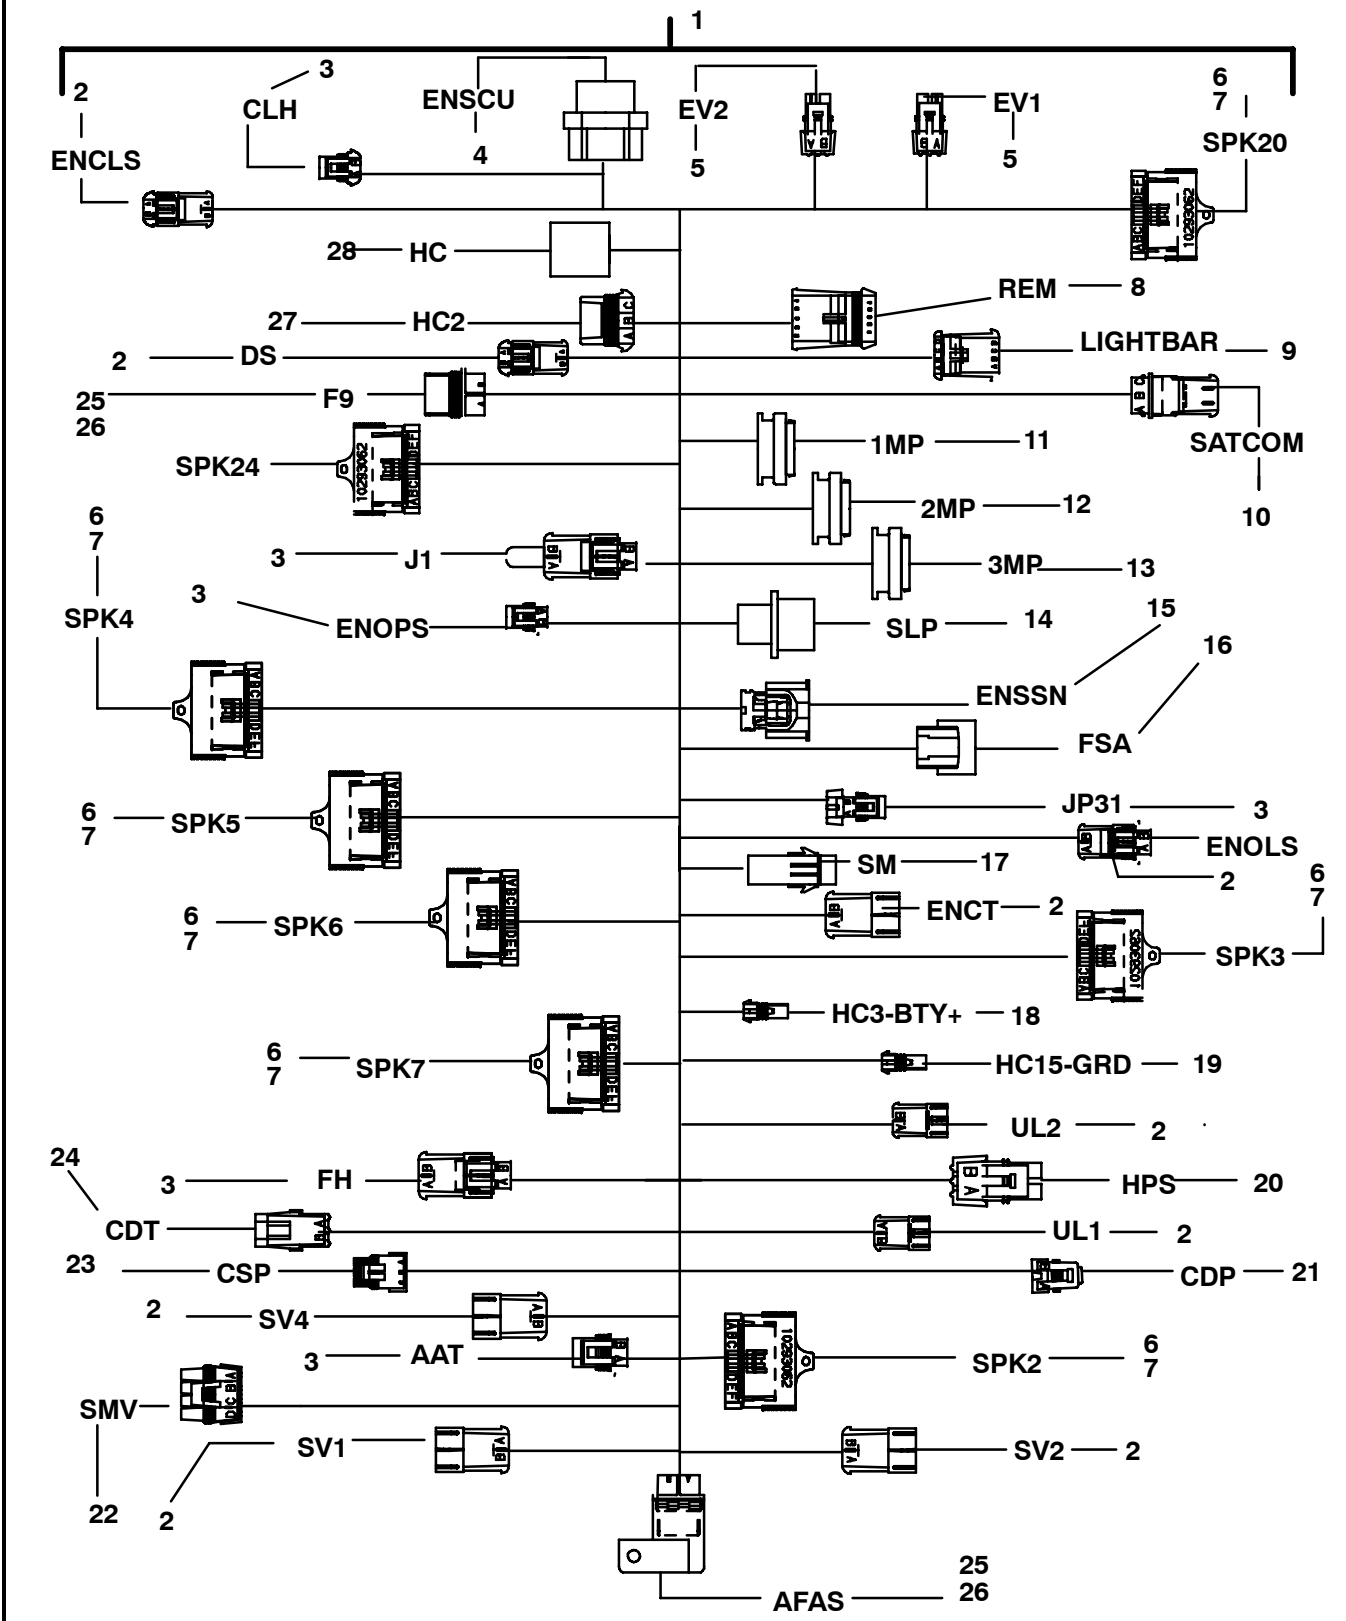 1
2
ENCLS
3
CLH
ENSCU
4
EV2
5
EV1
5
6
7
SPK20
10293062
28 HC
REM 8
27 HC2
A B C
LIGHTBAR 9
2 DS
25
26
F9
A B C
SATCOM
10
SPK24
10293062
1MP 11
2MP 12
6
7
SPK4
3 J1
3MP 13
3
ENOPS
SLP 14
15
ENSSN
16
FSA
6
7
SPK5
JP31 3
ENOLS
2
SM 17
6
7
SPK6
ENCT 2
6
7
SPK3
10293062
HC3-BTY+ 18
6
7
SPK7
HC15-GRD 19
UL2 2
24
3 FH
HPS 20
CDT
UL1 2
23 CSP
CDP 21
2 SV4
3 AAT
SPK2
6
7
10293062
SMV
D C B A
22
SV1
2
SV2 2
AFAS
25
26